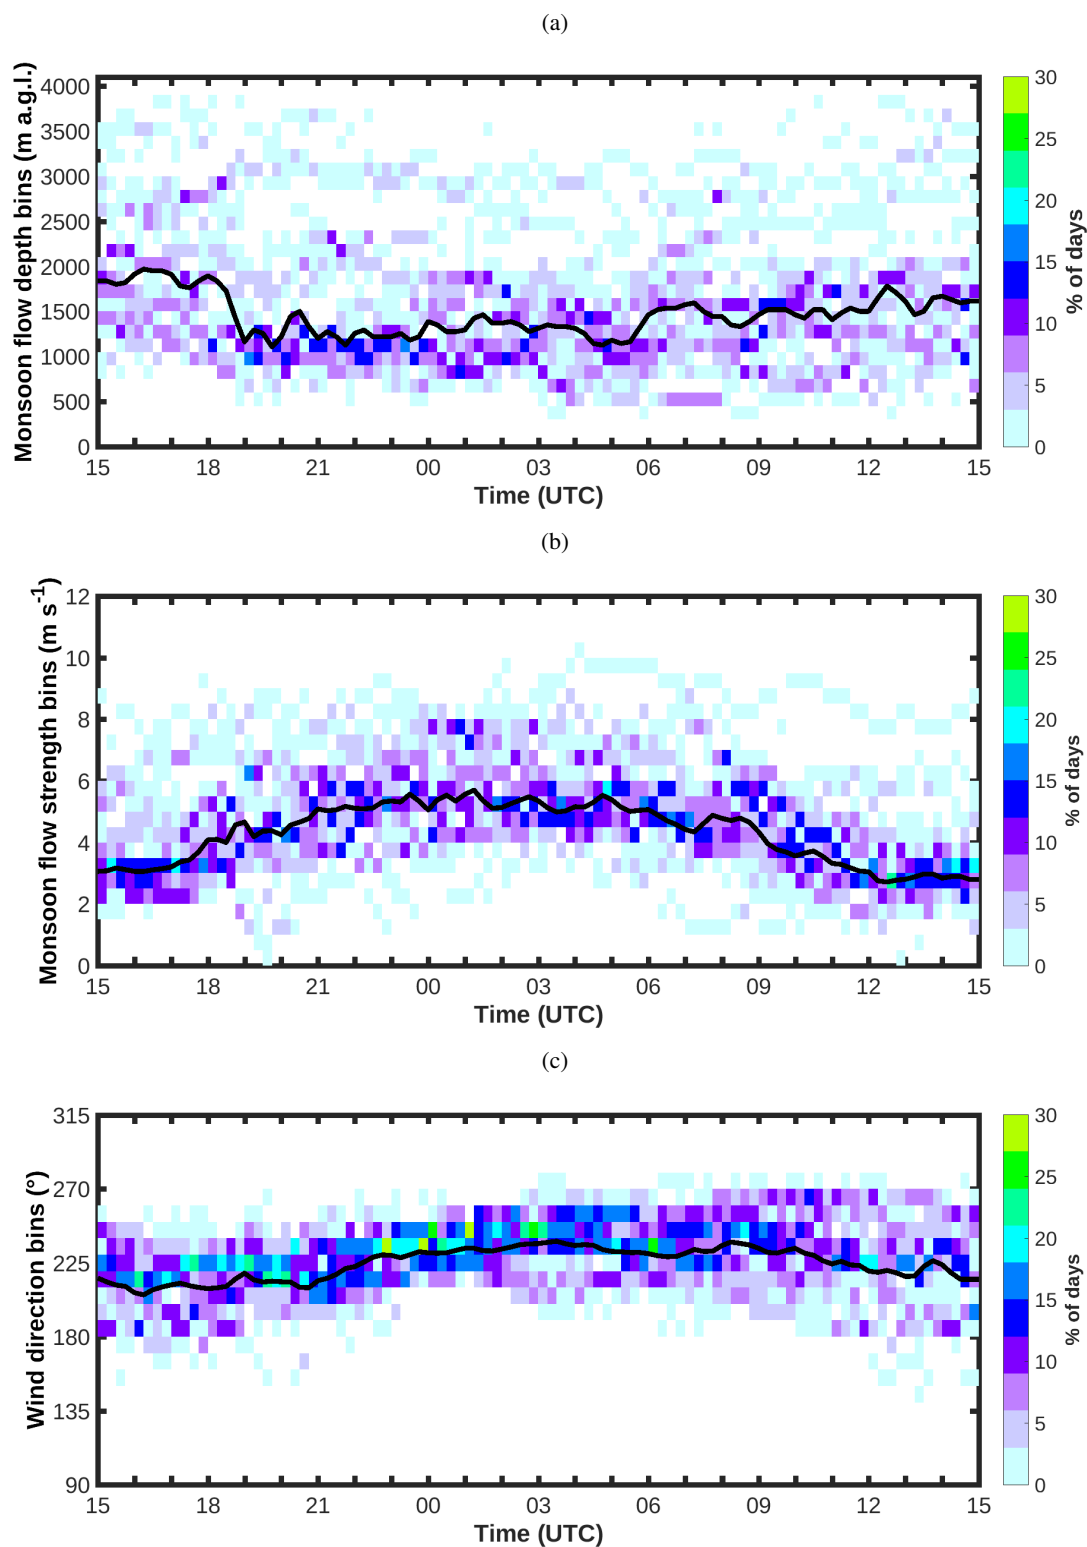 (a)
Monsoon flow depth bins (m a.g.l.)
4000
3500
3000
2500
2000
1500
1000
500
0
15 18 21 00 03 06 09 12 15
Time (UTC)
30
25
20
15
10
5
0
% of days
(b)
Monsoon flow strength bins (m s-1)
12
10
8
6
4
2
0
15 18 21 00 03 06 09 12 15
Time (UTC)
30
25
20
15
10
5
0
% of days
(c)
Wind direction bins (°)
315
270
225
180
135
90
15 18 21 00 03 06 09 12 15
Time (UTC)
30
25
20
15
10
5
0
% of days